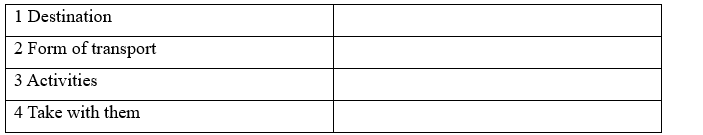 1 Destination
2 Form of transport
3 Activities
4 Take with them